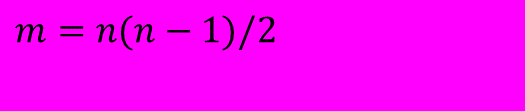 m = n(n − 1)/2